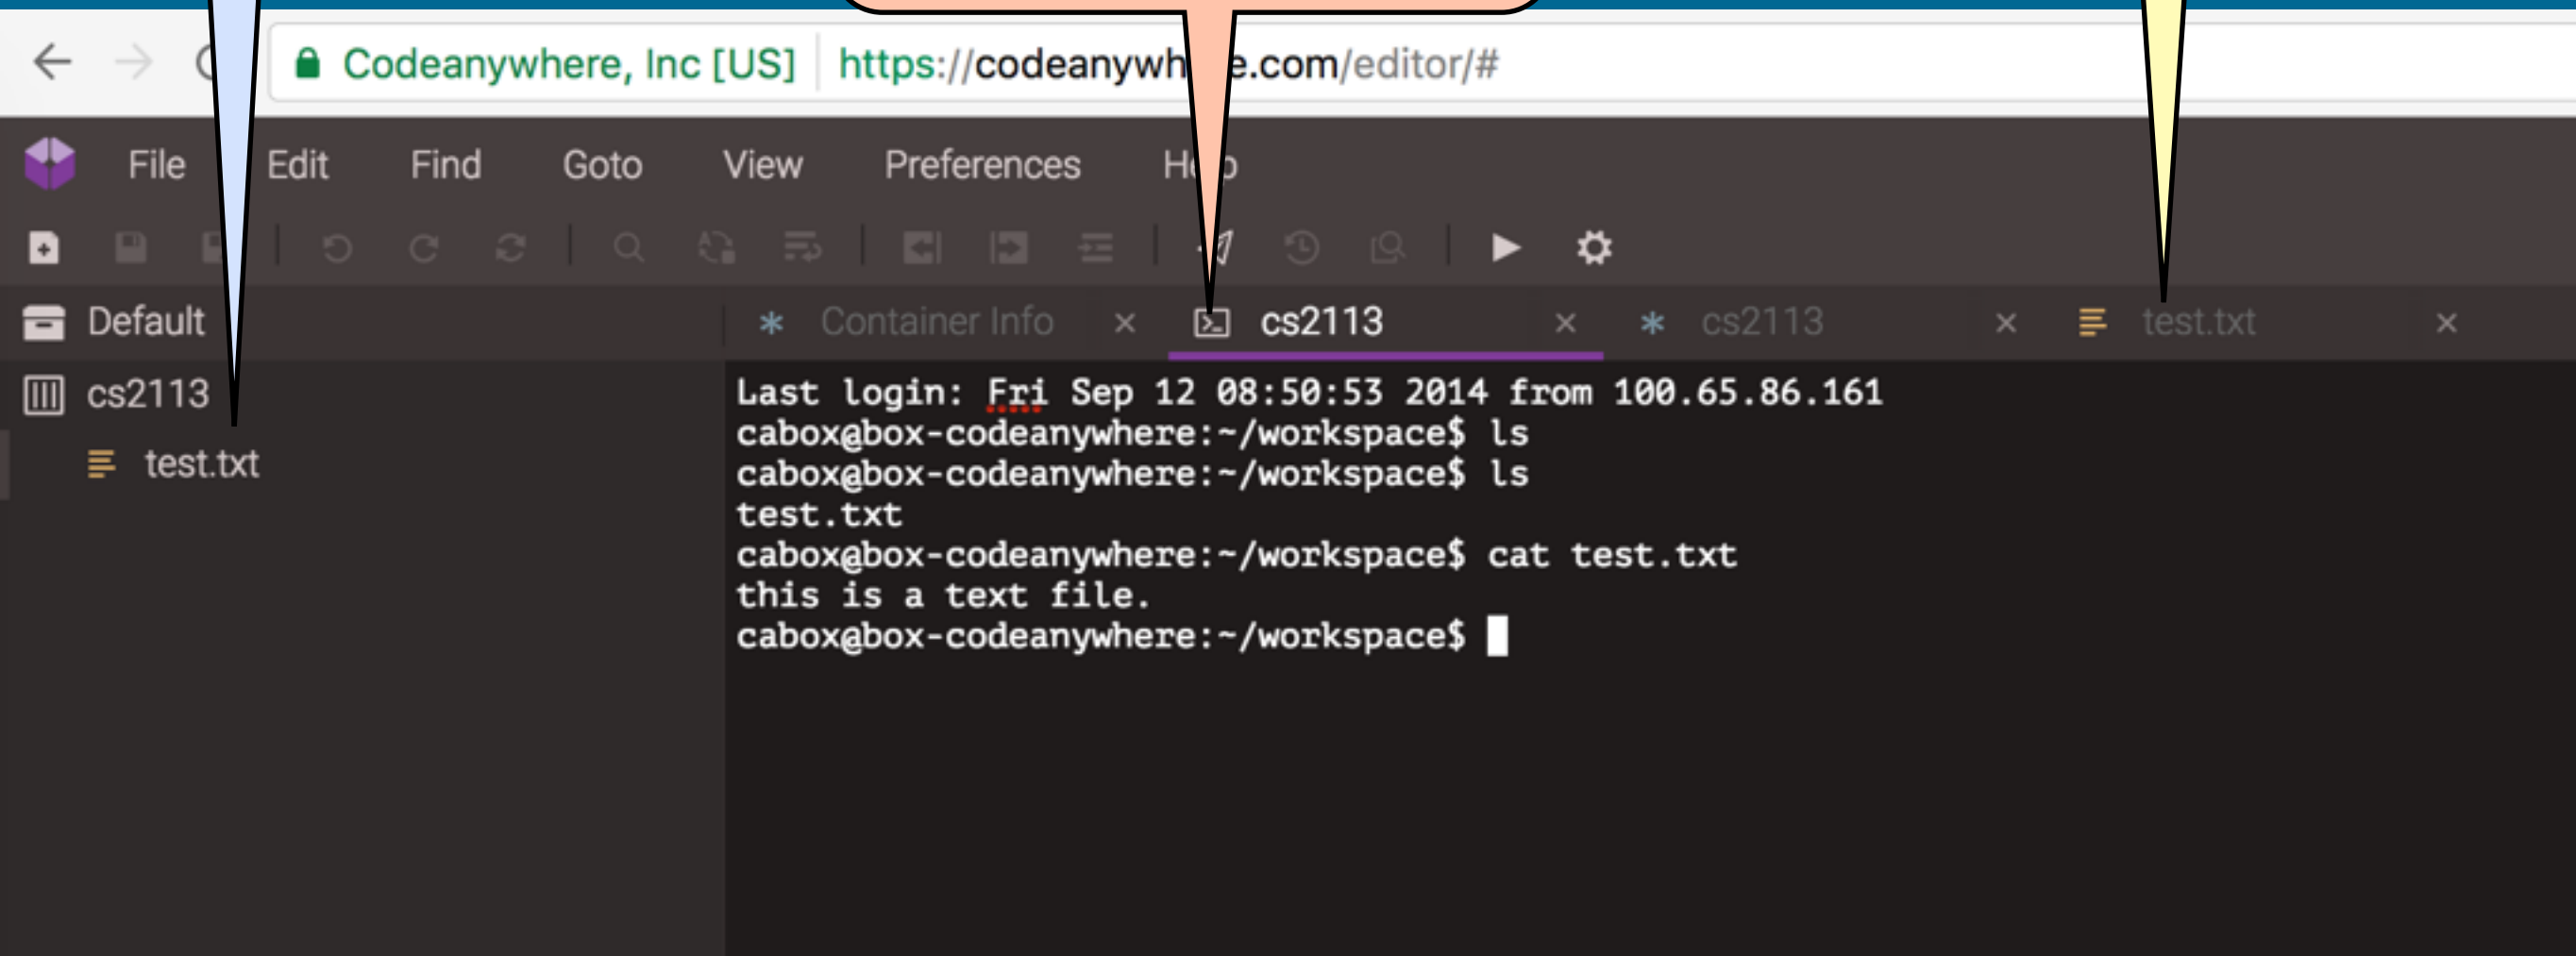 Codeanywhere, Inc [US] https://codeanywh e.com/editor/#
File Edit Find Goto View Preferences
Default
Container Info cs2113 cs2113 test.txt
cs2113
test.txt
Last login: Fri Sep 12 08:50:53 2014 from 100.65.86.161
cabox@box-codeanywhere:~/workspace$ ls
cabox@box-codeanywhere:~/workspace$ ls
test.txt
cabox@box-codeanywhere:~/workspace$ cat test.txt
this is a text file.
cabox@box-codeanywhere:~/workspace$